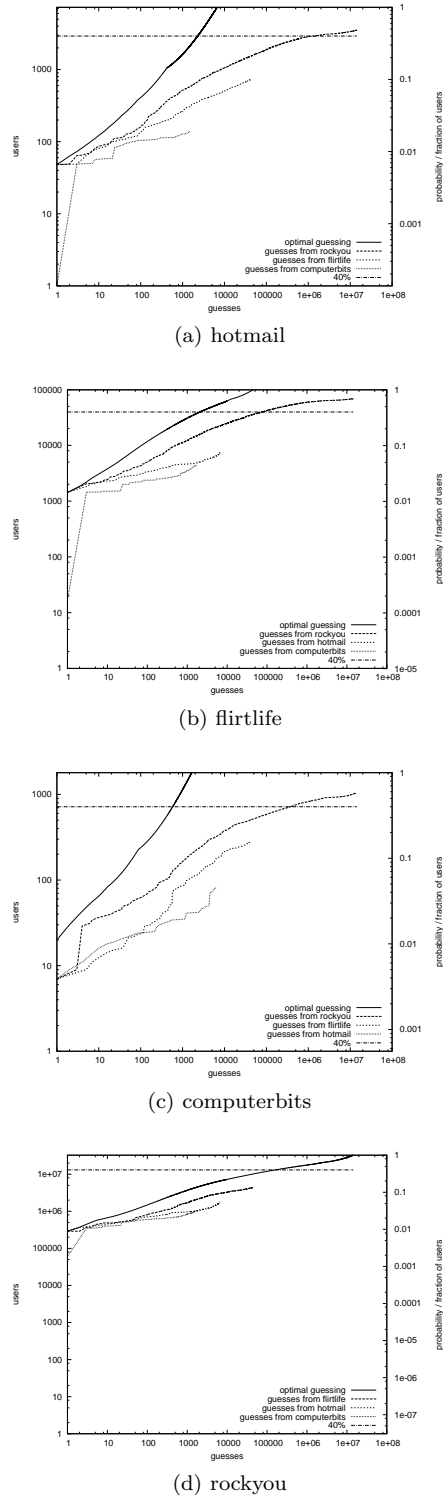 1
10
100
1000
1
10
100
1000
10000
100000
1e+06
1e+07
1e+08
0.001
0.01
0.1
1
users
probability / fraction of users
guesses
optimal guessing
guesses from rockyou
guesses from flirtlife
guesses from computerbits
40%
(a) hotmail
1
10
100
1000
10000
100000
1
10
100
1000
10000
100000
1e+06
1e+07
1e+08
1e-05
0.0001
0.001
0.01
0.1
1
users
probability / fraction of users
guesses
optimal guessing
guesses from rockyou
guesses from hotmail
guesses from computerbits
40%
(b) flirtlife
1
10
100
1000
1
10
100
1000
10000
100000
1e+06
1e+07
1e+08
0.001
0.01
0.1
1
users
probability / fraction of users
guesses
optimal guessing
guesses from rockyou
guesses from flirtlife
guesses from hotmail
40%
(c) computerbits
1
10
100
1000
10000
100000
1e+06
1e+07
1
10
100
1000
10000
100000
1e+06
1e+07
1e+08
1e-07
1e-06
1e-05
0.0001
0.001
0.01
0.1
1
users
probability / fraction of users
guesses
optimal guessing
guesses from flirtlife
guesses from hotmail
guesses from computerbits
40%
(d) rockyou